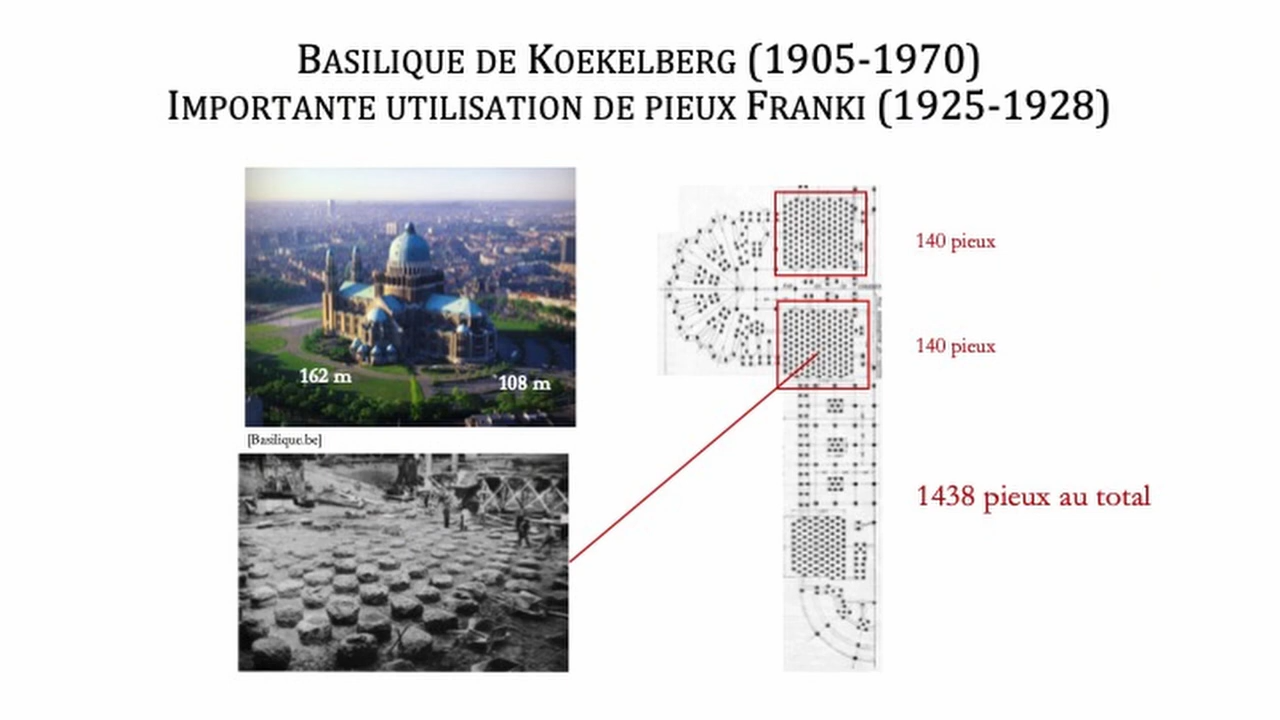 BASILIQUE DE KOEKELBERG (1905-1970)
IMPORTANTE UTILISATION DE PIEUX FRANKI (1925-1928)
162 m
108 m
[Basilique.be]
140 pieux
140 pieux
1438 pieux au total